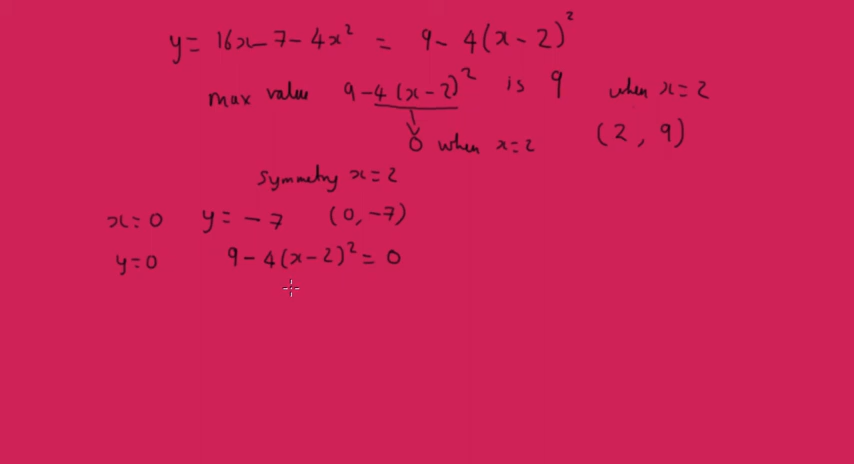 y = 16x - 7 - 4x² = 9 - 4(x - 2)²
max value 9 - 4(x - 2)² is 9 when x = 2
0 when x = 2 (2, 9)
symmetry x = 2
x = 0 y = -7 (0, -7)
y = 0 9 - 4(x - 2)² = 0